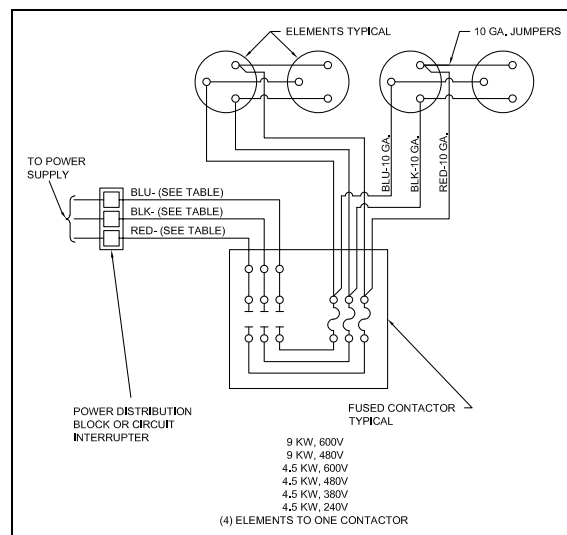 ELEMENTS TYPICAL
10 GA. JUMPERS
BLU-10 GA.
BLK-10 GA.
RED-10 GA.
TO POWER
SUPPLY
BLU- (SEE TABLE)
BLK- (SEE TABLE)
RED- (SEE TABLE)
POWER DISTRIBUTION
BLOCK OR CIRCUIT
INTERRUPTER
FUSED CONTACTOR
TYPICAL
9 KW, 600V
9 KW, 480V
4.5 KW, 600V
4.5 KW, 480V
4.5 KW, 380V
4.5 KW, 240V
(4) ELEMENTS TO ONE CONTACTOR